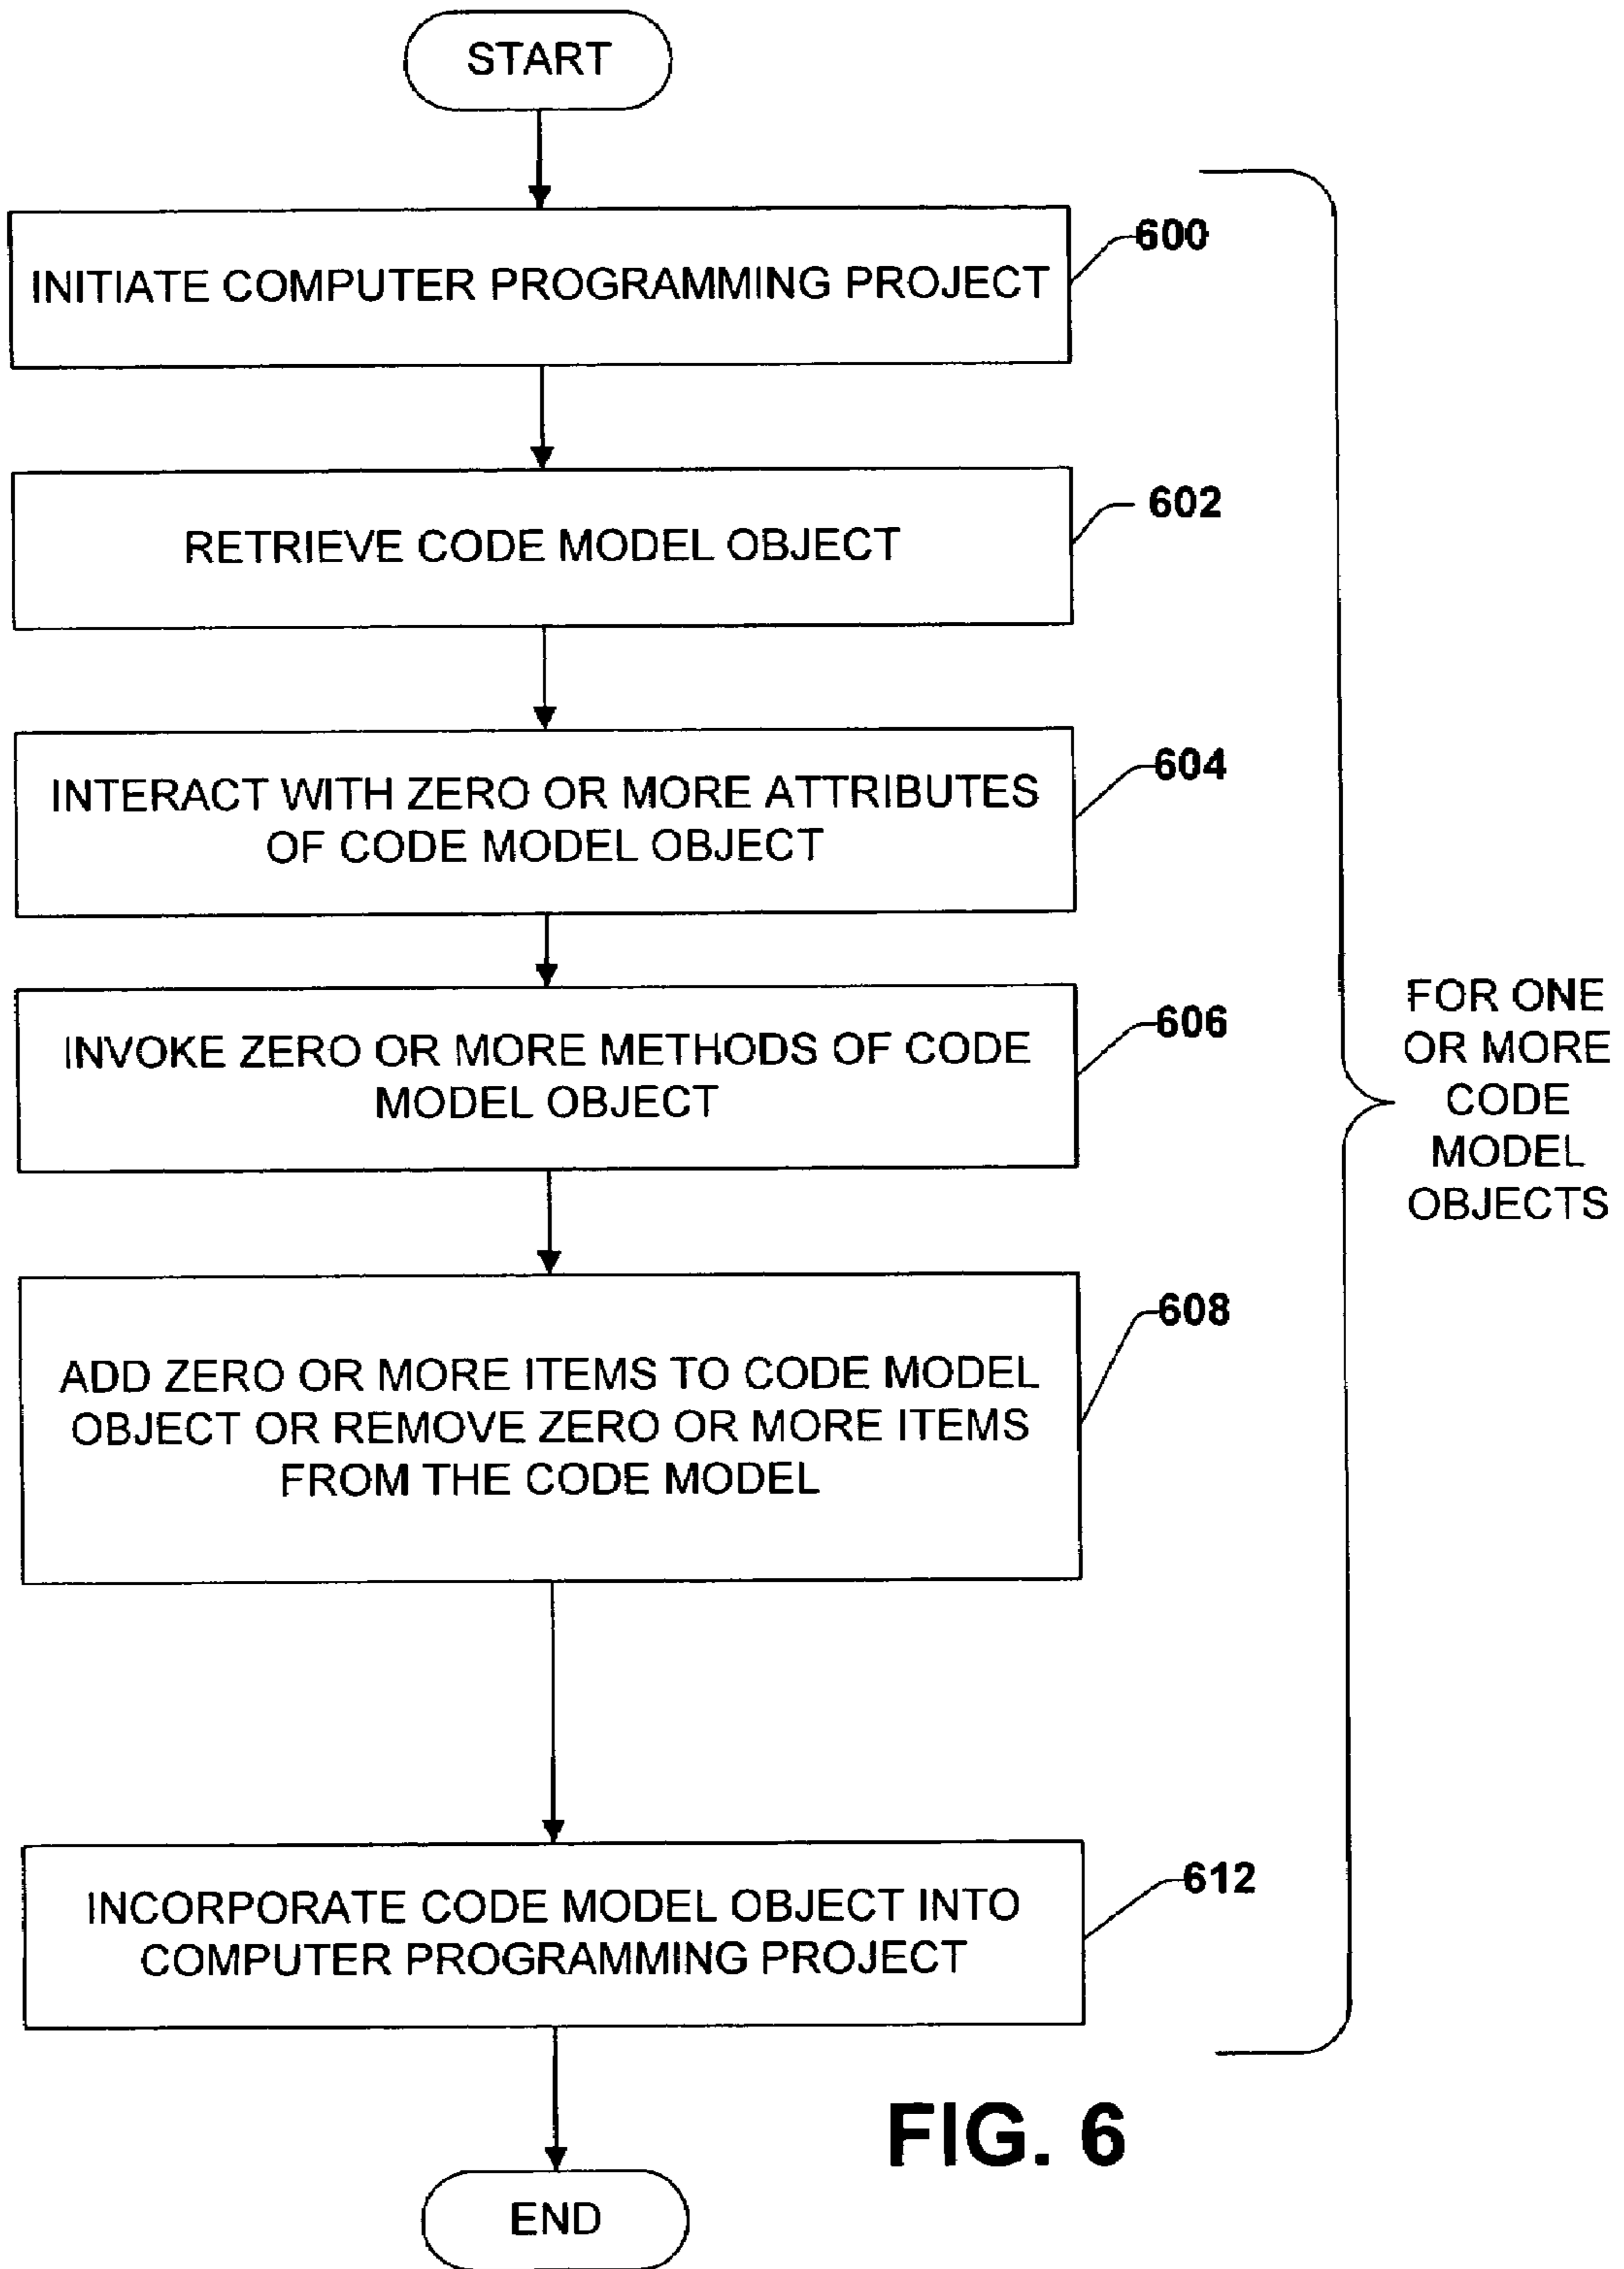 START
600
INITIATE COMPUTER PROGRAMMING PROJECT
602
RETRIEVE CODE MODEL OBJECT
604
INTERACT WITH ZERO OR MORE ATTRIBUTES
OF CODE MODEL OBJECT
606
INVOKE ZERO OR MORE METHODS OF CODE
MODEL OBJECT
FOR ONE
OR MORE
CODE
MODEL
OBJECTS
608
ADD ZERO OR MORE ITEMS TO CODE MODEL
OBJECT OR REMOVE ZERO OR MORE ITEMS
FROM THE CODE MODEL
612
INCORPORATE CODE MODEL OBJECT INTO
COMPUTER PROGRAMMING PROJECT
FIG. 6
END